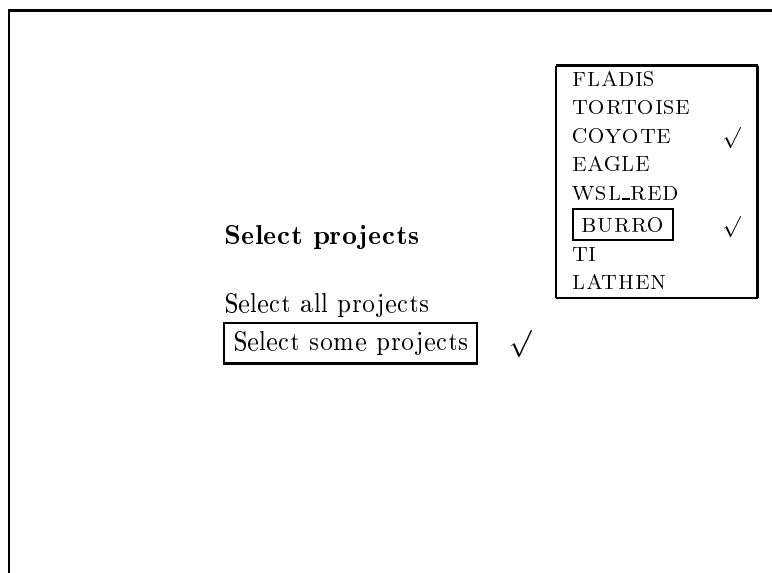 FLADIS
TORTOISE
COYOTE √
EAGLE
WSL_RED
BURRO √
TI
LATHEN
Select projects
Select all projects
Select some projects √